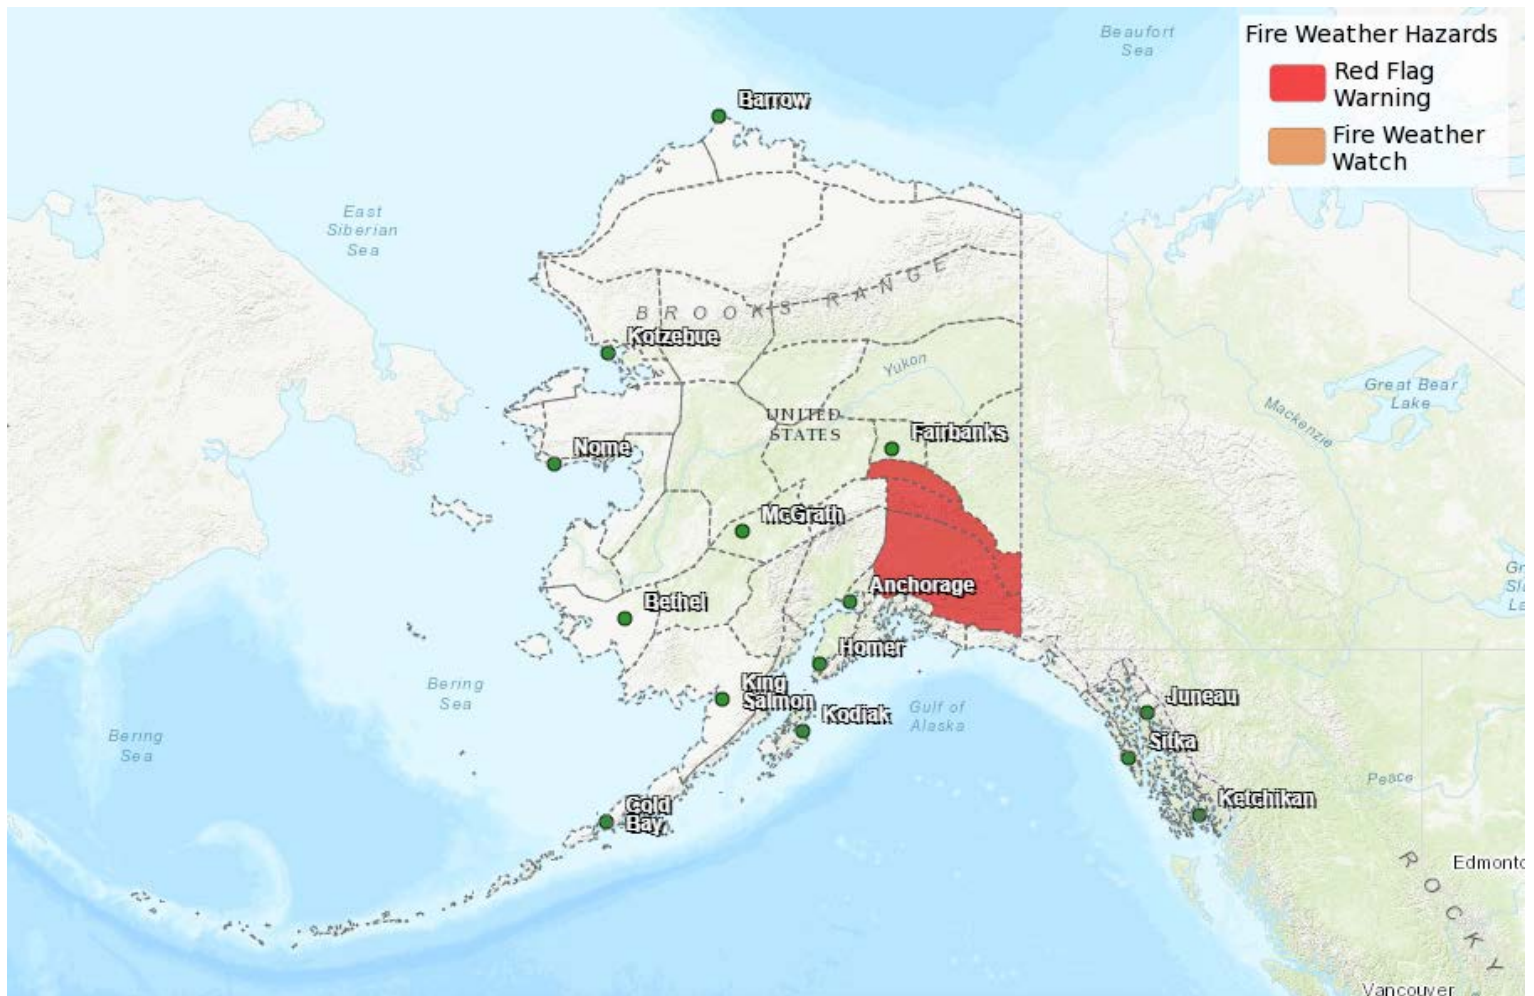 Beaufort
Sea
Fire Weather Hazards
Red Flag
Warning
Fire Weather
Watch
Barrow
East
Siberian
Sea
BROOKS RANGE
Kotzebue
Yukon
Great Bear
Lake
Mackenzie
UNITED
STATES
Fairbanks
Nome
McGrath
Anchorage
Bethel
Homer
King
Salmon
Kodiak
Gulf of
Alaska
Bering
Sea
Bering
Sea
Juneau
Sitka
Peace
Cold
Bay
Ketchikan
ROCKY
Edmonto
Vancouver